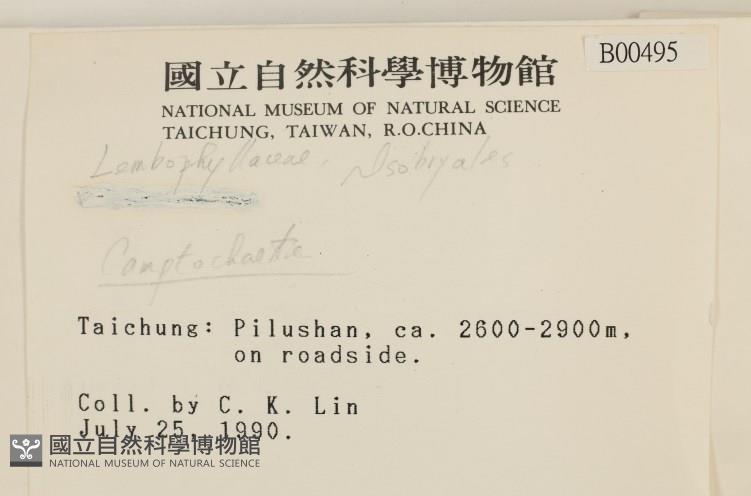 B00495
國立自然科學博物館
NATIONAL MUSEUM OF NATURAL SCIENCE
TAICHUNG, TAIWAN, R.O.CHINA
Lembophyllaceae, Isobryales
Camptochaete
Taichung: Pilushan, ca. 2600-2900m,
on roadside.
Coll. by C. K. Lin
July 25, 1990.
國立自然科學博物館
NATIONAL MUSEUM OF NATURAL SCIENCE